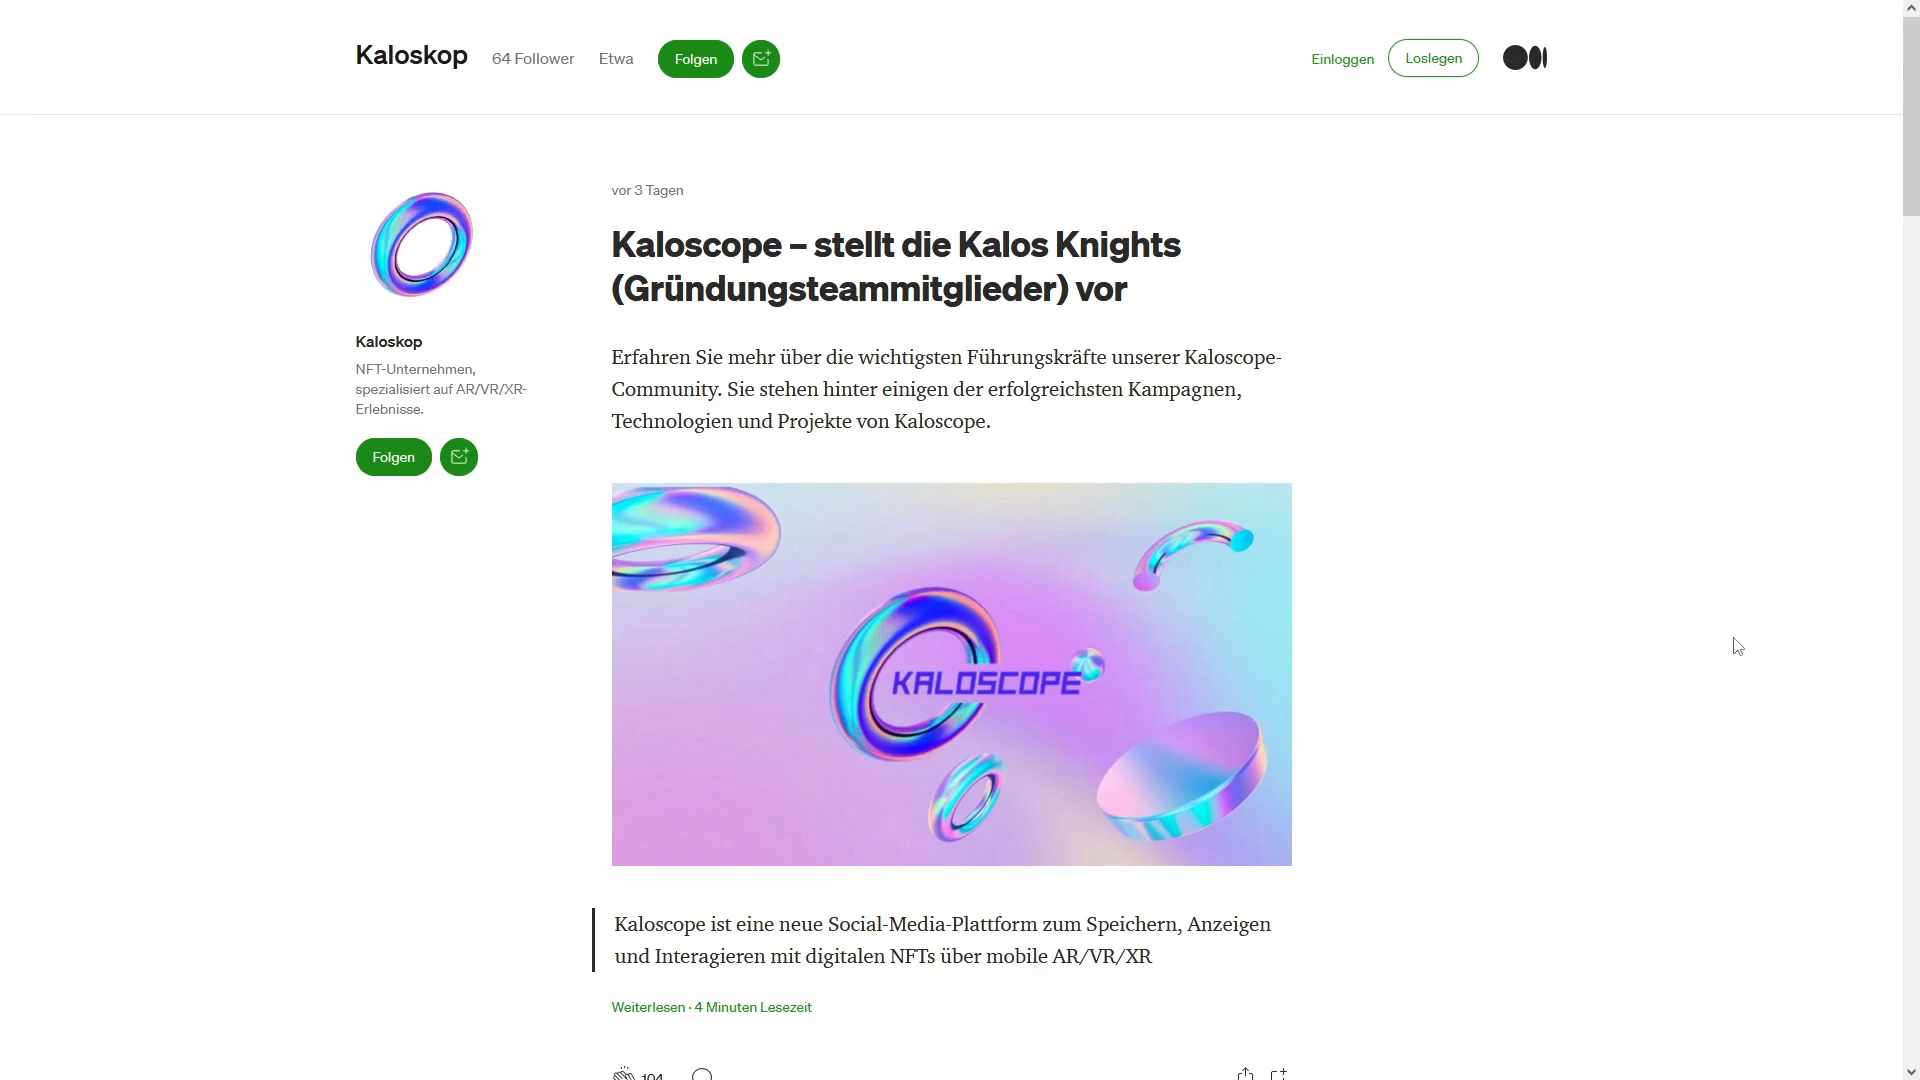 Kaloskop 64 Follower Etwa Folgen Einloggen Loslegen
vor 3 Tagen
Kaloscope – stellt die Kalos Knights
(Gründungsteammitglieder) vor
Kaloskop
NFT-Unternehmen,
spezialisiert auf AR/VR/XR-
Erlebnisse.
Folgen
Erfahren Sie mehr über die wichtigsten Führungskräfte unserer Kaloscope-
Community. Sie stehen hinter einigen der erfolgreichsten Kampagnen,
Technologien und Projekte von Kaloscope.
KALOSCOPE
Kaloscope ist eine neue Social-Media-Plattform zum Speichern, Anzeigen
und Interagieren mit digitalen NFTs über mobile AR/VR/XR
Weiterlesen · 4 Minuten Lesezeit
104